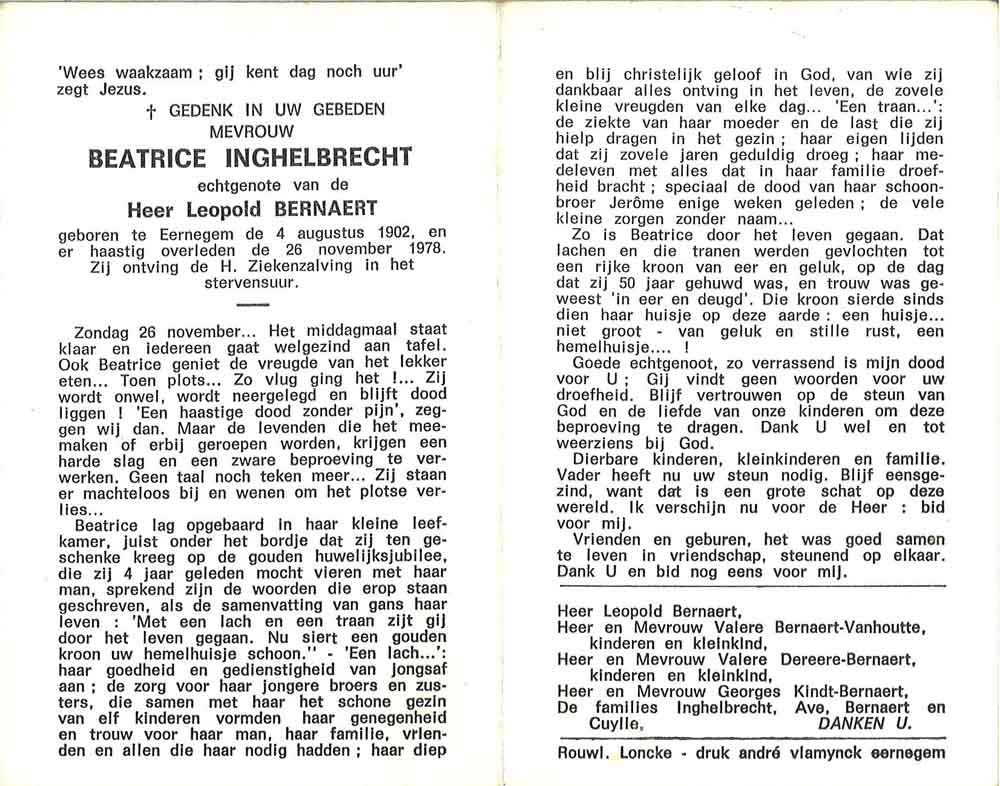 'Wees waakzaam ; gij kent dag noch uur'
zegt Jezus.
† GEDENK IN UW GEBEDEN
MEVROUW
BEATRICE INGHELBRECHT
echtgenote van de
Heer Leopold BERNAERT
geboren te Eernegem de 4 augustus 1902, en
er haastig overleden de 26 november 1978.
Zij ontving de H. Ziekenzalving in het
stervensuur.
Zondag 26 november... Het middagmaal staat
klaar en iedereen gaat welgezind aan tafel.
Ook Beatrice geniet de vreugde van het lekker
eten... Toen plots... Zo vlug ging het !... Zij
wordt onwel, wordt neergelegd en blijft dood
liggen ! 'Een haastige dood zonder pijn', zeg-
gen wij dan. Maar de levenden die het mee-
maken of erbij geroepen worden, krijgen een
harde slag en een zware beproeving te ver-
werken. Geen taal noch teken meer... Zij staan
er machteloos bij en wenen om het plotse ver-
lies...
Beatrice lag opgebaard in haar kleine leef-
kamer, juist onder het bordje dat zij ten ge-
schenke kreeg op de gouden huwelijksjubilee,
die zij 4 jaar geleden mocht vieren met haar
man, sprekend zijn de woorden die erop staan
geschreven, als de samenvatting van gans haar
leven : 'Met een lach en een traan zijt gij
door het leven gegaan. Nu siert een gouden
kroon uw hemelhuisje schoon." - 'Een lach...':
haar goedheid en gedienstigheid van jongsaf
aan ; de zorg voor haar jongere broers en zus-
ters, die samen met haar het schone gezin
van elf kinderen vormden haar genegenheid
en trouw voor haar man, haar familie, vrien-
den en allen die haar nodig hadden ; haar diep
en blij christelijk geloof in God, van wie zij
dankbaar alles ontving in het leven, de zovele
kleine vreugden van elke dag... 'Een traan...':
de ziekte van haar moeder en de last die zij
hielp dragen in het gezin ; haar eigen lijden
dat zij zovele jaren geduldig droeg ; haar me-
deleven met alles dat in haar familie droef-
heid bracht ; speciaal de dood van haar schoon-
broer Jerôme enige weken geleden ; de vele
kleine zorgen zonder naam...
Zo is Beatrice door het leven gegaan. Dat
lachen en die tranen werden gevlochten tot
een rijke kroon van eer en geluk, op de dag
dat zij 50 jaar gehuwd was, en trouw was ge-
weest 'in eer en deugd'. Die kroon sierde sinds
dien haar huisje op deze aarde : een huisje...
niet groot - van geluk en stille rust, een
hemelhuisje.... !
Goede echtgenoot, zo verrassend is mijn dood
voor U ; Gij vindt geen woorden voor uw
droefheid. Blijf vertrouwen op de steun van
God en de liefde van onze kinderen om deze
beproeving te dragen. Dank U wel en tot
weerziens bij God.
Dierbare kinderen, kleinkinderen en familie.
Vader heeft nu uw steun nodig. Blijf eensge-
zind, want dat is een grote schat op deze
wereld. Ik verschijn nu voor de Heer : bid
voor mij.
Vrienden en geburen, het was goed samen
te leven in vriendschap, steunend op elkaar.
Dank U en bid nog eens voor mij.
Heer Leopold Bernaert,
Heer en Mevrouw Valere Bernaert-Vanhoutte,
kinderen en kleinkind,
Heer en Mevrouw Valere Dereere-Bernaert,
kinderen en kleinkind,
Heer en Mevrouw Georges Kindt-Bernaert,
De families Inghelbrecht, Ave, Bernaert en
Cuylle, DANKEN U.
Rouwl. Loncke - druk andré vlamynck eernegem